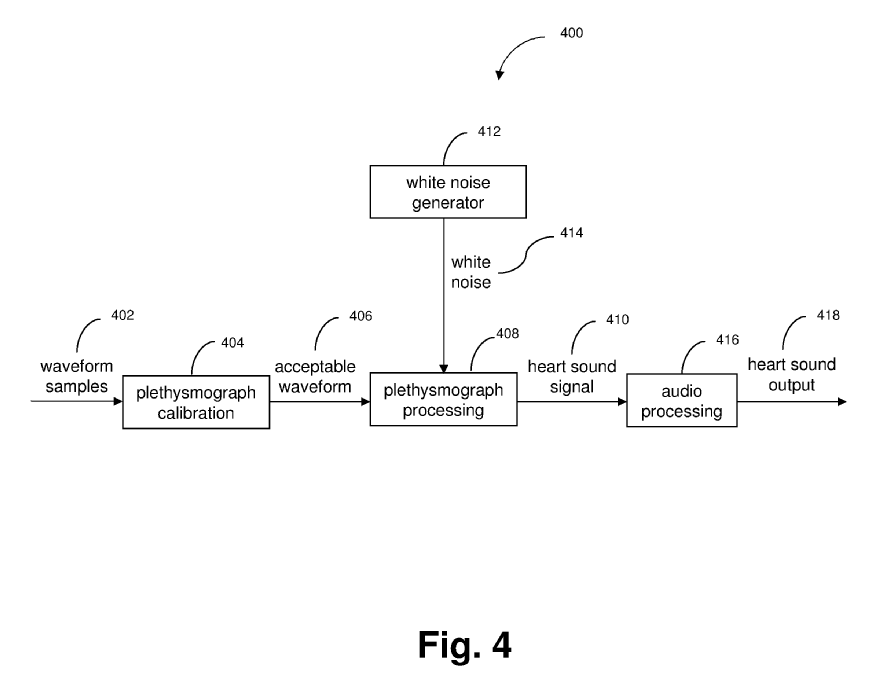 400
412
white noise
generator
414
white
noise
402
waveform
samples
404
plethysmograph
calibration
406
acceptable
waveform
408
plethysmograph
processing
410
heart sound
signal
416
audio
processing
418
heart sound
output
Fig. 4